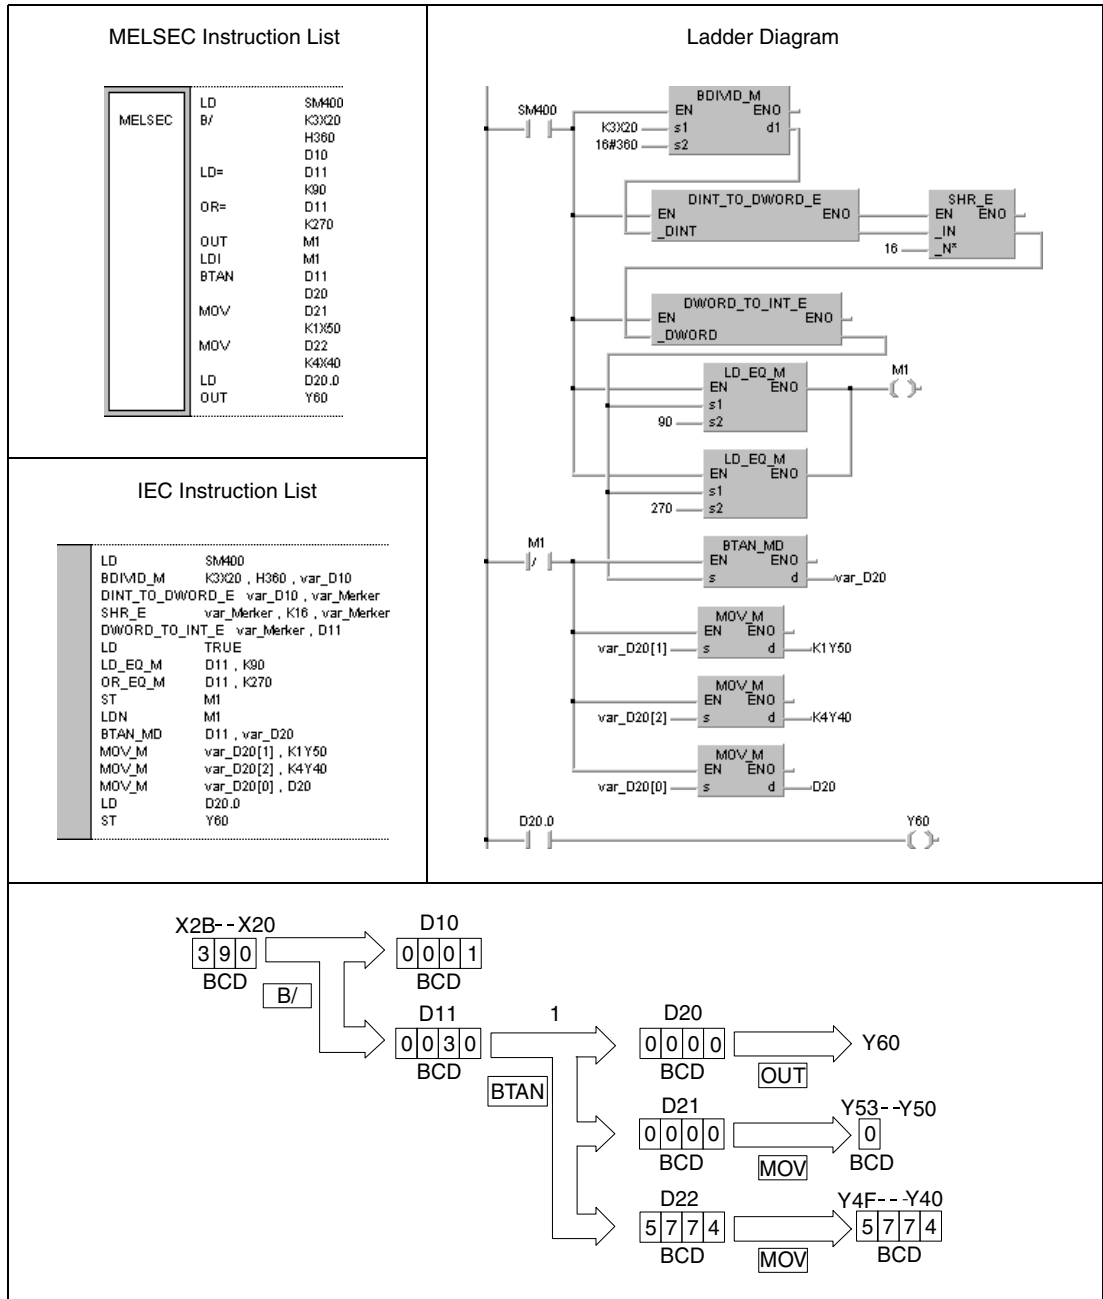 MELSEC Instruction List
MELSEC
LD SM400
B/ K3X20
H360
D10
LD= D11
K90
OR= D11
K270
OUT M1
LDI M1
BTAN D11
D20
MOV D21
K1X50
MOV D22
K4X40
LD D20.0
OUT Y60
IEC Instruction List
LD SM400
BDIVID_M K3X20 , H360 , var_D10
DINT_TO_DWORD_E var_D10 , var_Merker
SHR_E var_Merker , K16 , var_Merker
DWORD_TO_INT_E var_Merker , D11
LD TRUE
LD_EQ_M D11 , K90
OR_EQ_M D11 , K270
ST M1
LDN M1
BTAN_MD D11 , var_D20
MOV_M var_D20[1] , K1Y50
MOV_M var_D20[2] , K4Y40
MOV_M var_D20[0] , D20
LD D20.0
ST Y60
Ladder Diagram
SM400
BDIVID_M
EN ENO
K3X20 s1 d1
16#360 s2
DINT_TO_DWORD_E
EN ENO
_DINT
SHR_E
EN ENO
_IN
16 _N*
DWORD_TO_INT_E
EN ENO
_DWORD
LD_EQ_M
EN ENO
s1
90 s2
M1
LD_EQ_M
EN ENO
s1
270 s2
M1
BTAN_MD
EN ENO
s d var_D20
MOV_M
EN ENO
var_D20[1] s d K1Y50
MOV_M
EN ENO
var_D20[2] s d K4Y40
MOV_M
EN ENO
var_D20[0] s d D20
D20.0 Y60
X2B--X20 D10
3 9 0 0 0 0 1
BCD BCD
B/
D11 1 D20
0 0 3 0 0 0 0 0 Y60
BCD BCD
BTAN OUT
D21 Y53--Y50
0 0 0 0 0
BCD MOV BCD
D22 Y4F---Y40
5 7 7 4 5 7 7 4
BCD MOV BCD